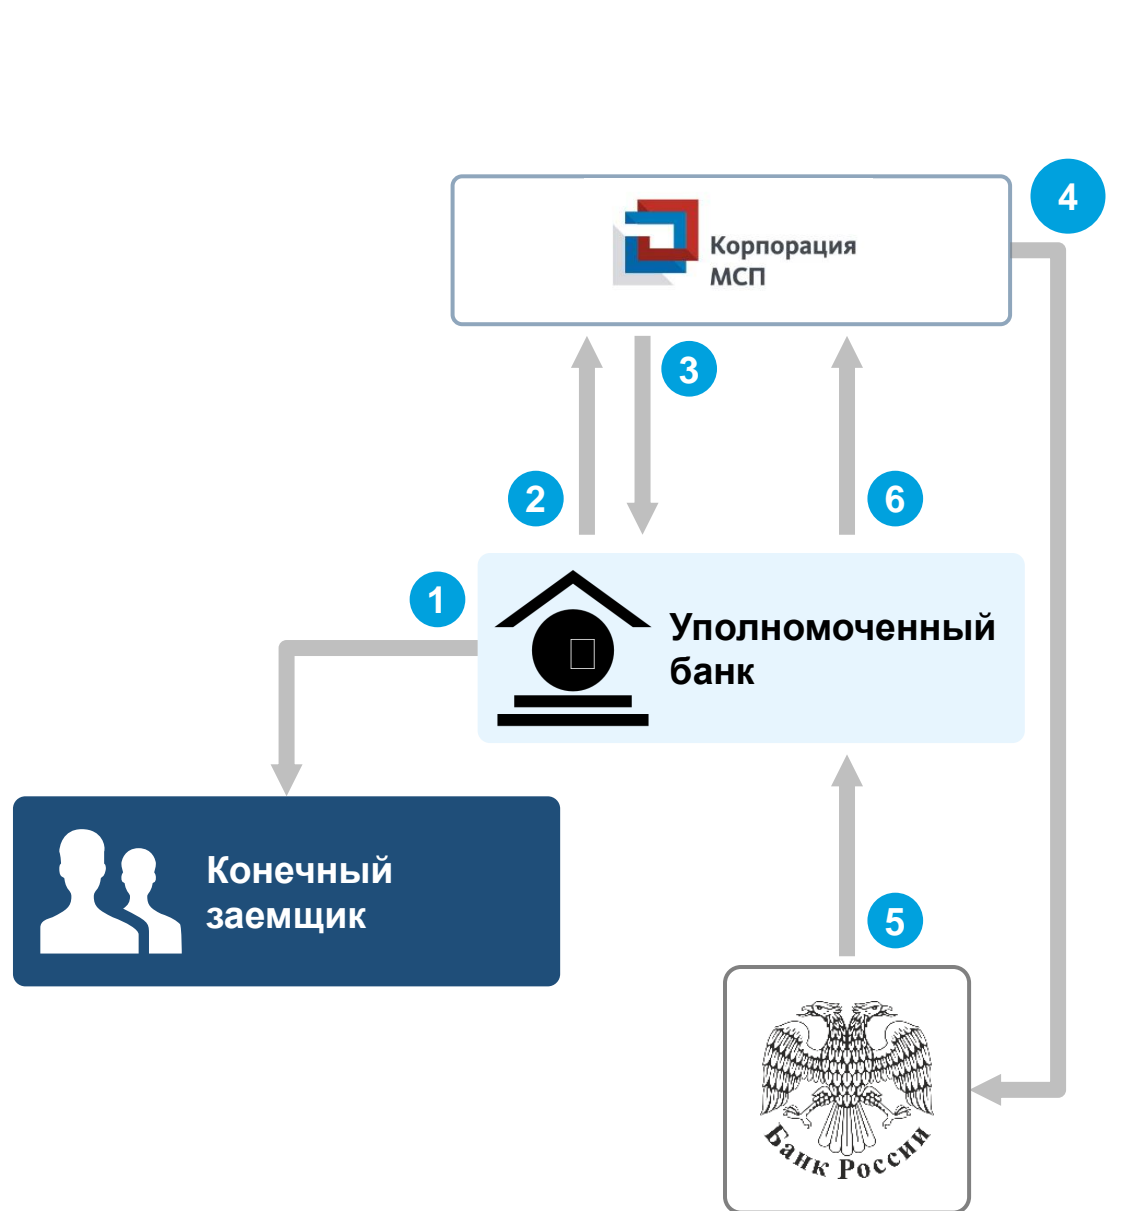 4
Корпорация
МСП
3
2
6
1
Уполномоченный
банк
Конечный
заемщик
5
Банк России